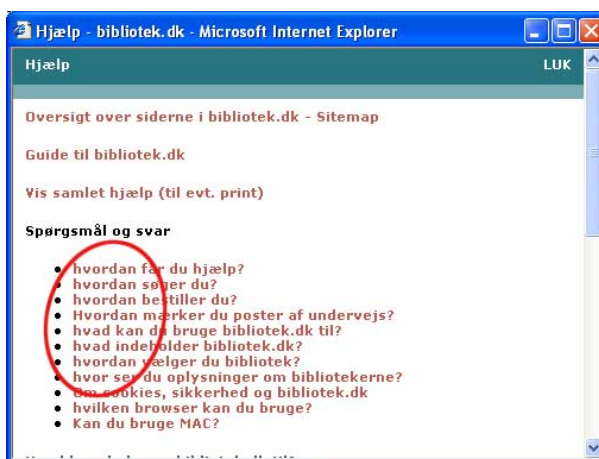 Hjælp - bibliotek.dk - Microsoft Internet Explorer
Hjælp LUK
Oversigt over siderne i bibliotek.dk - Sitemap
Guide til bibliotek.dk
Vis samlet hjælp (til evt. print)
Spørgsmål og svar
hvordan får du hjælp?
hvordan søger du?
hvordan bestiller du?
Hvordan mærker du poster af undervejs?
hvad kan du bruge bibliotek.dk til?
hvad indeholder bibliotek.dk?
hvordan vælger du bibliotek?
hvor ser du oplysninger om bibliotekerne?
Om cookies, sikkerhed og bibliotek.dk
hvilken browser kan du bruge?
Kan du bruge MAC?